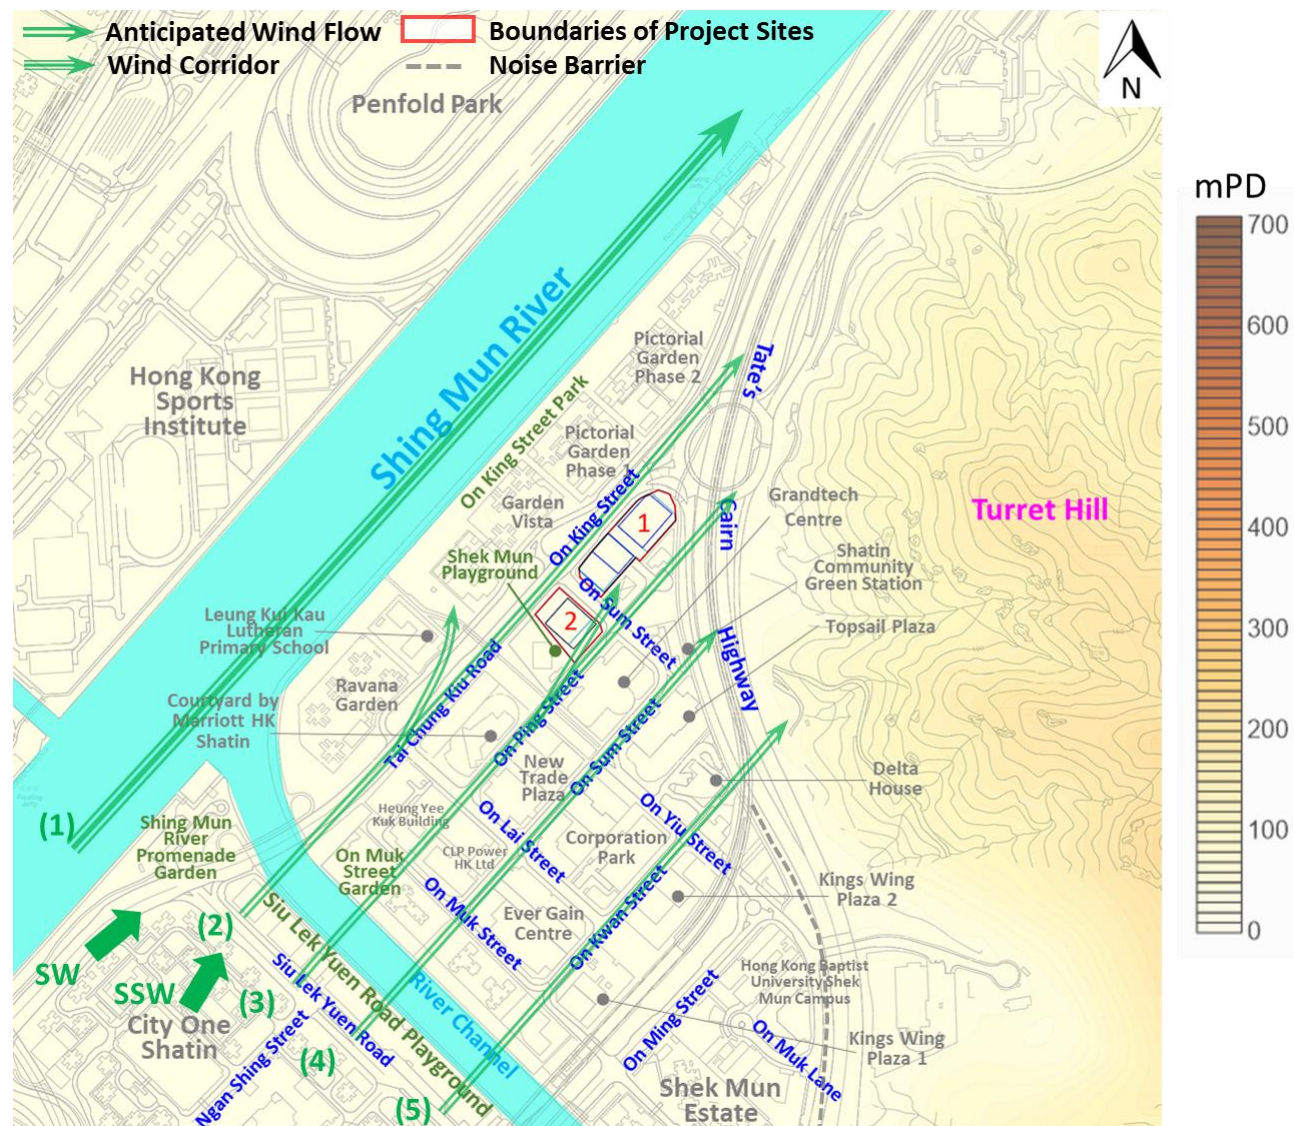 Anticipated Wind Flow
Boundaries of Project Sites
Wind Corridor
Noise Barrier
N
Penfold Park
mPD
700
600
500
400
300
200
100
0
Shing Mun River
Hong Kong
Sports
Institute
Pictorial
Garden
Phase 2
Tate's
On King Street Park
Pictorial
Garden
Phase 1
Garden
Vista
On King Street
1
Cairn
Grandtech
Centre
Turret Hill
Shek Mun
Playground
Shatin
Community
Green Station
On Sum Street
2
Leung Kui Kau
Lutheran
Primary School
Topsail Plaza
Highway
Ravana
Garden
Tai Chung Kiu Road
Courtyard by
Marriott HK
Shatin
On Ping Street
On Sum Street
New
Trade
Plaza
Delta
House
Heung Yee
Kuk Building
On Lai Street
On Yiu Street
(1)
Shing Mun
River
Promenade
Garden
On Muk
Street
Garden
CLP Power
HK Ltd
Corporation
Park
On Muk Street
Kings Wing
Plaza 2
Ever Gain
Centre
On Kwan Street
(2)
Siu Lek Yuen Road Playground
SW
SSW
Siu Lek Yuen Road
(3)
River Channel
Hong Kong Baptist
University Shek
Mun Campus
City One
Shatin
Ngan Shing Street
(4)
On Ming Street
On Muk Lane
Kings Wing
Plaza 1
(5)
Shek Mun
Estate